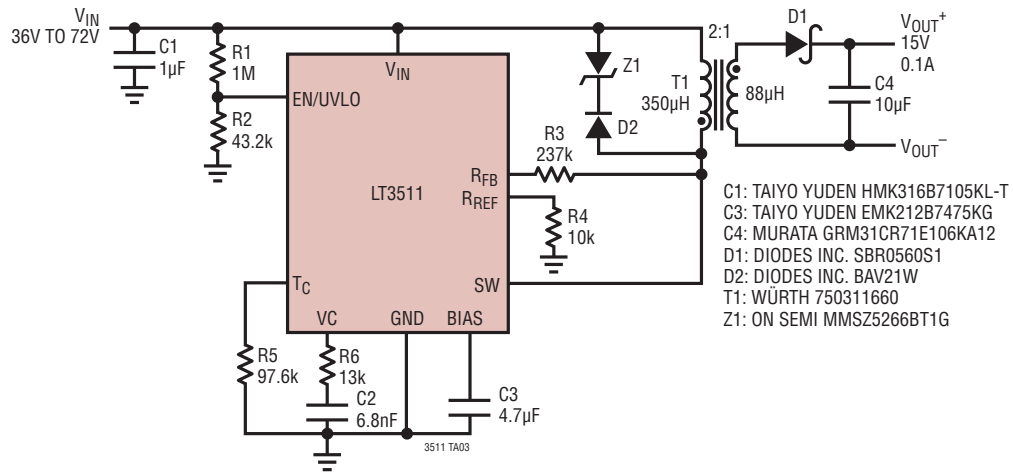 VIN
36V TO 72V
C1
1µF
R1
1M
R2
43.2k
VIN
EN/UVLO
LT3511
RFB
RREF
SW
TC
VC
GND
BIAS
Z1
D2
2:1
T1
350µH
88µH
D1
VOUT+
15V
0.1A
C4
10µF
VOUT–
R3
237k
R4
10k
R5
97.6k
R6
13k
C2
6.8nF
C3
4.7µF
3511 TA03
C1: TAIYO YUDEN HMK316B7105KL-T
C3: TAIYO YUDEN EMK212B7475KG
C4: MURATA GRM31CR71E106KA12
D1: DIODES INC. SBR0560S1
D2: DIODES INC. BAV21W
T1: WÜRTH 750311660
Z1: ON SEMI MMSZ5266BT1G